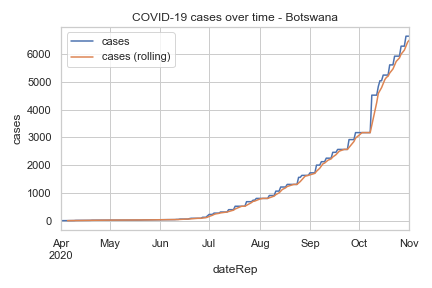 COVID-19 cases over time - Botswana
cases
cases (rolling)
6000
5000
4000
3000
2000
1000
0
cases
Apr May Jun Jul Aug Sep Oct Nov
2020
dateRep